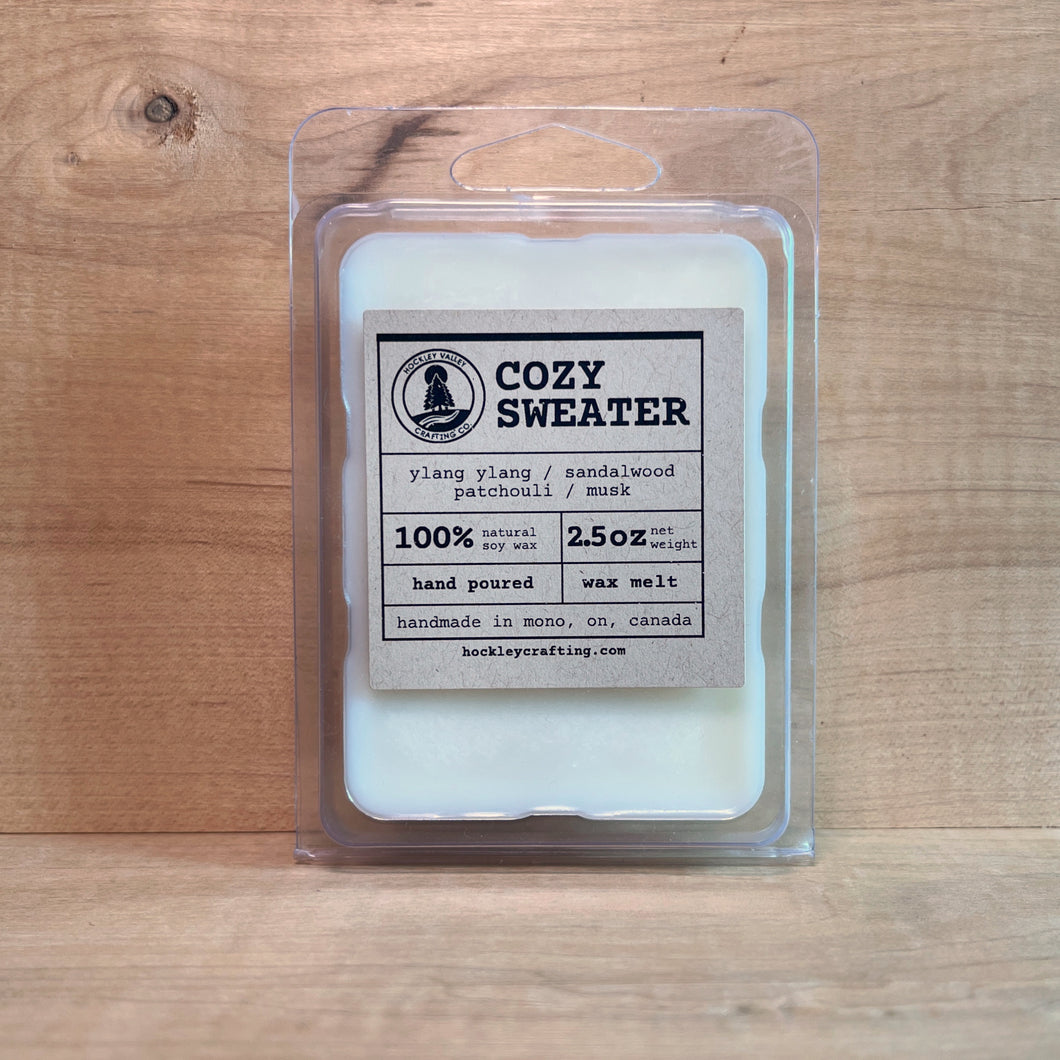 HOCKLEY VALLEY
CRAFTING CO.
COZY
SWEATER
ylang ylang / sandalwood
patchouli / musk
100% natural
soy wax
2.5oz net
weight
hand poured
wax melt
handmade in mono, on, canada
hockleycrafting.com